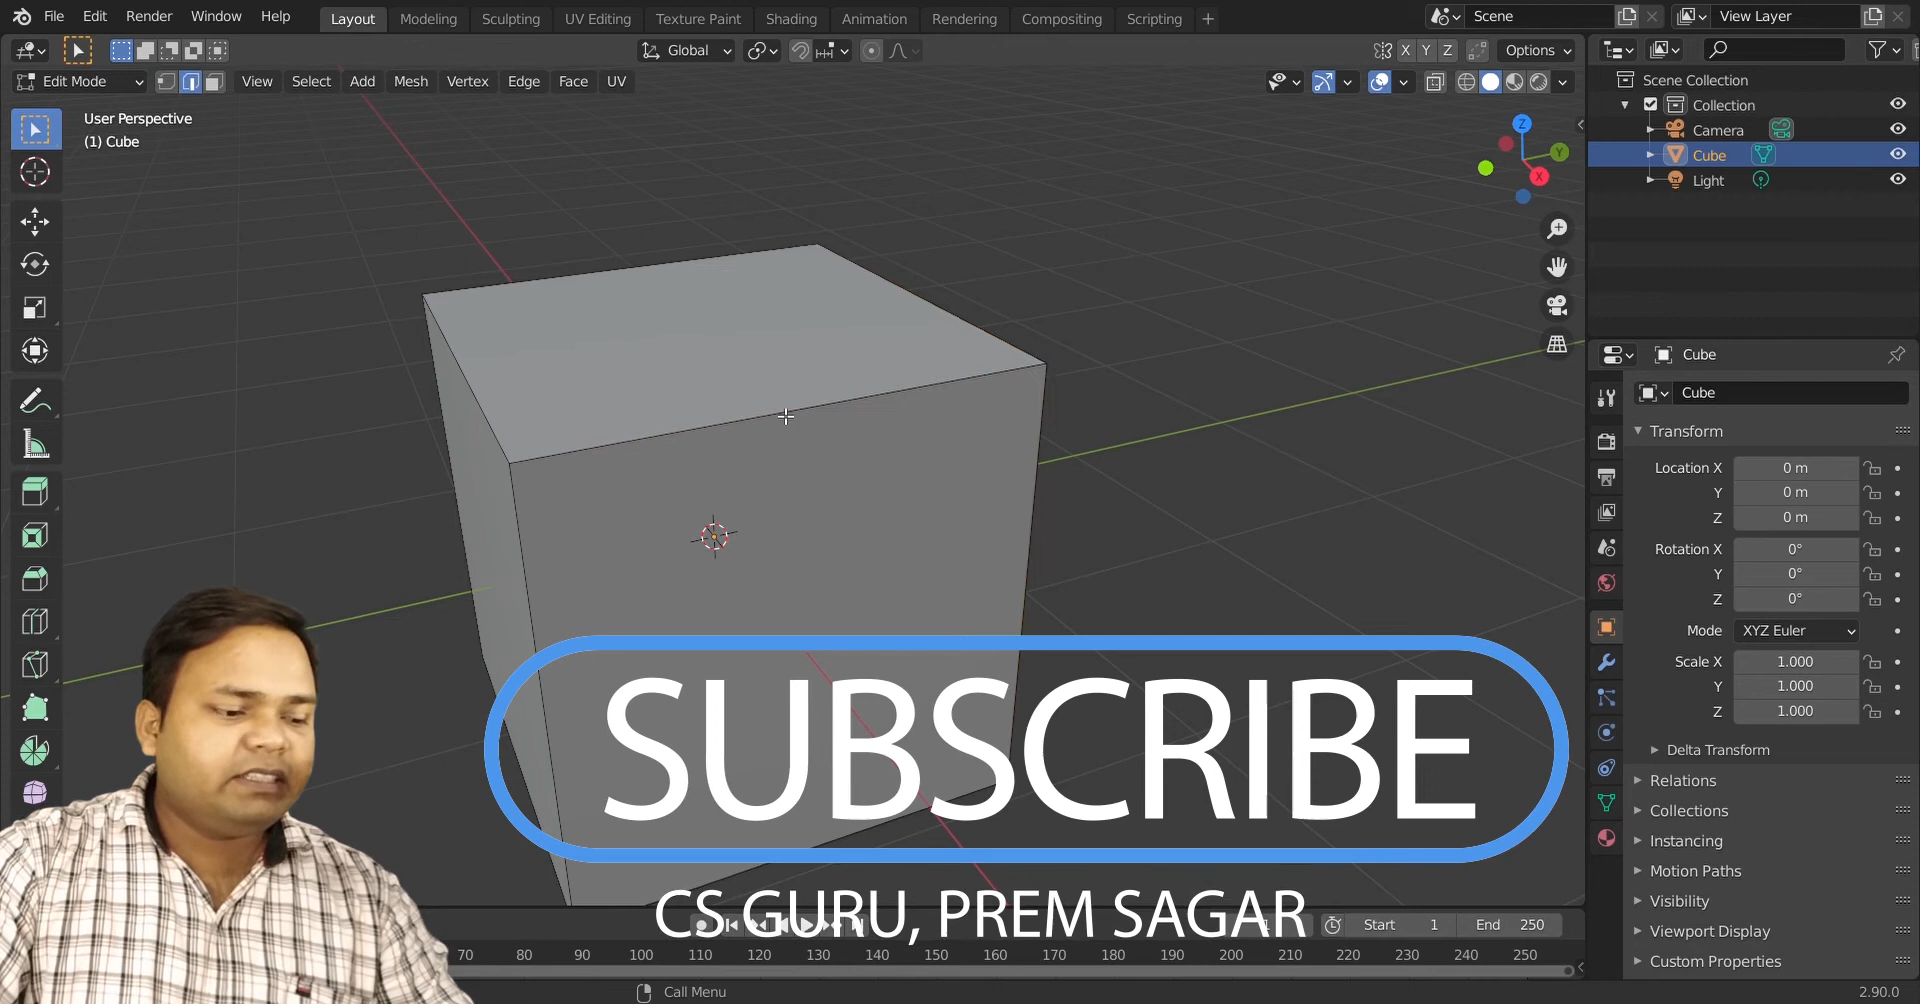 File Edit Render Window Help Layout Modeling Sculpting UV Editing Texture Paint Shading Animation Rendering Compositing Scripting + Scene View Layer
Global X Y Z Options
Edit Mode View Select Add Mesh Vertex Edge Face UV
User Perspective
(1) Cube
Z
Y
X
Scene Collection
Collection
Camera
Cube
Light
Cube
Cube
Transform
Location X 0 m
Y 0 m
Z 0 m
Rotation X 0°
Y 0°
Z 0°
Mode XYZ Euler
Scale X 1.000
Y 1.000
Z 1.000
Delta Transform
Relations
Collections
Instancing
Motion Paths
Visibility
Viewport Display
Custom Properties
SUBSCRIBE
CS GURU, PREM SAGAR
1 Start 1 End 250
70 80 90 100 110 120 130 140 150 160 170 180 190 200 210 220 230 240 250
Call Menu
2.90.0